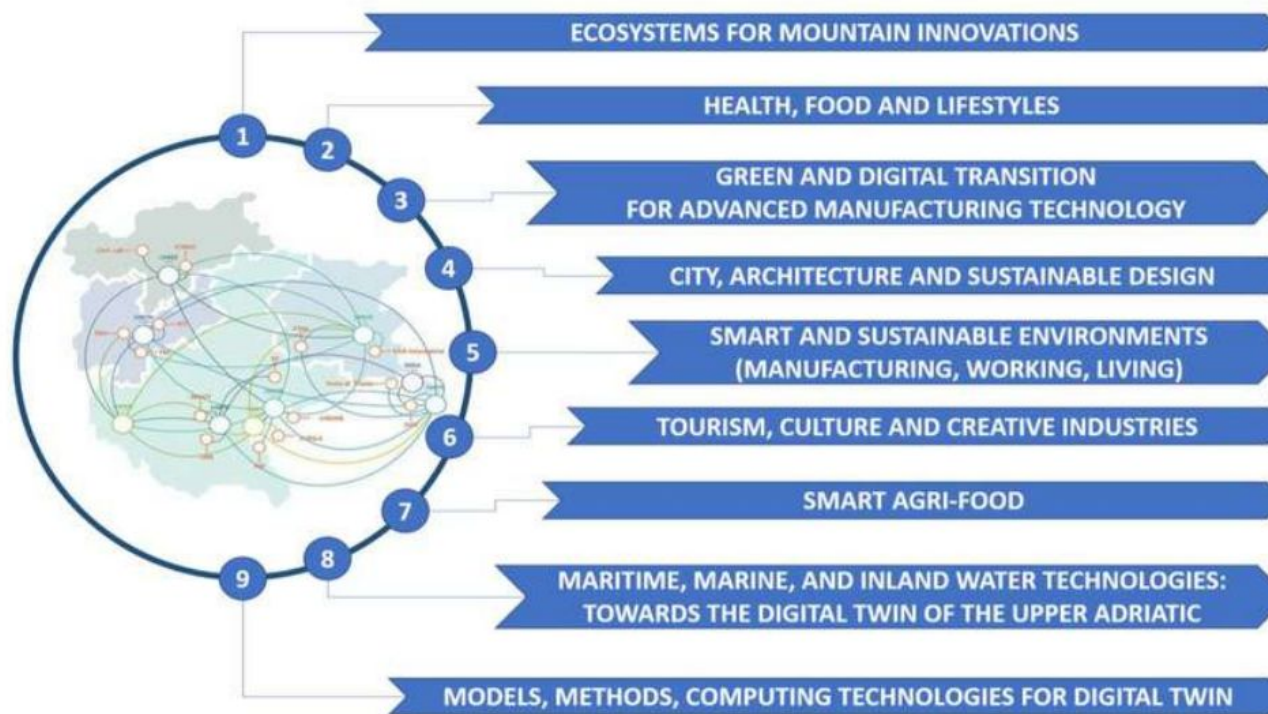 ECOSYSTEMS FOR MOUNTAIN INNOVATIONS
1
2
HEALTH, FOOD AND LIFESTYLES
3
GREEN AND DIGITAL TRANSITION
FOR ADVANCED MANUFACTURING TECHNOLOGY
4
CITY, ARCHITECTURE AND SUSTAINABLE DESIGN
5
SMART AND SUSTAINABLE ENVIRONMENTS
(MANUFACTURING, WORKING, LIVING)
6
TOURISM, CULTURE AND CREATIVE INDUSTRIES
7
SMART AGRI-FOOD
8
MARITIME, MARINE, AND INLAND WATER TECHNOLOGIES:
TOWARDS THE DIGITAL TWIN OF THE UPPER ADRIATIC
9
MODELS, METHODS, COMPUTING TECHNOLOGIES FOR DIGITAL TWIN